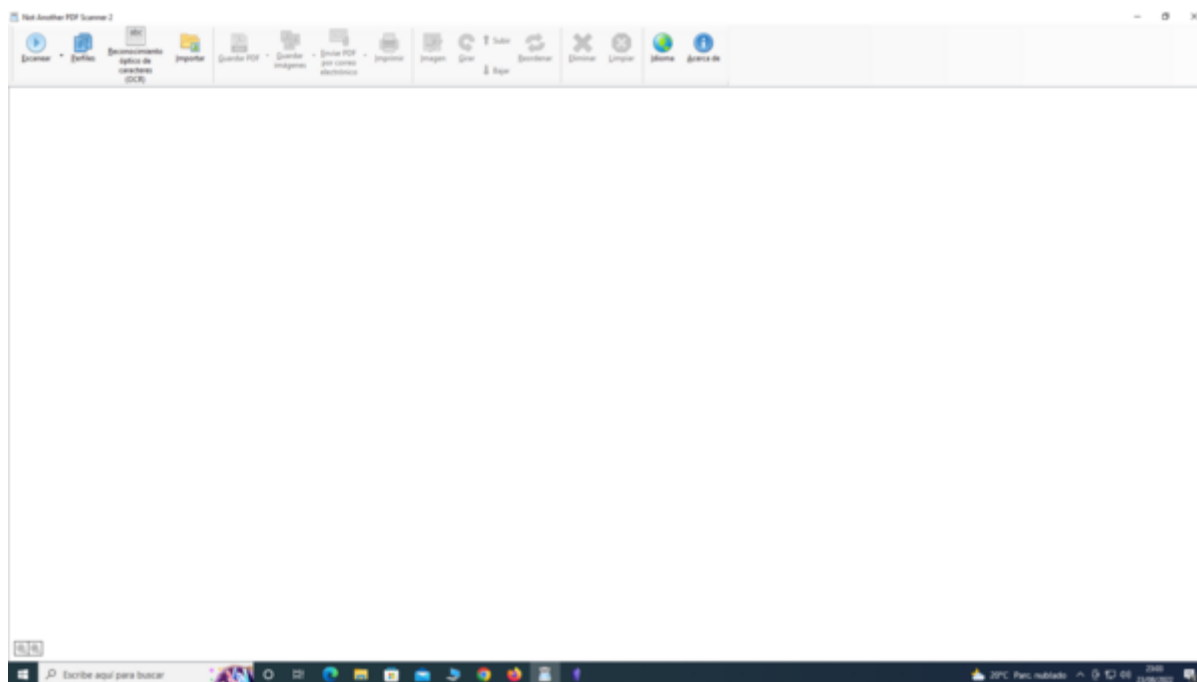 Not Another PDF Scanner 2
Escanear
Perfiles
abc
Reconocimiento
óptico de
caracteres
(OCR)
Importar
Guardar PDF
Guardar
imágenes
Enviar PDF
por correo
electrónico
Imprimir
Imagen
Girar
Subir
Bajar
Reordenar
Eliminar
Limpiar
Idioma
Acerca de
Escribe aquí para buscar
20°C Parc. nublado